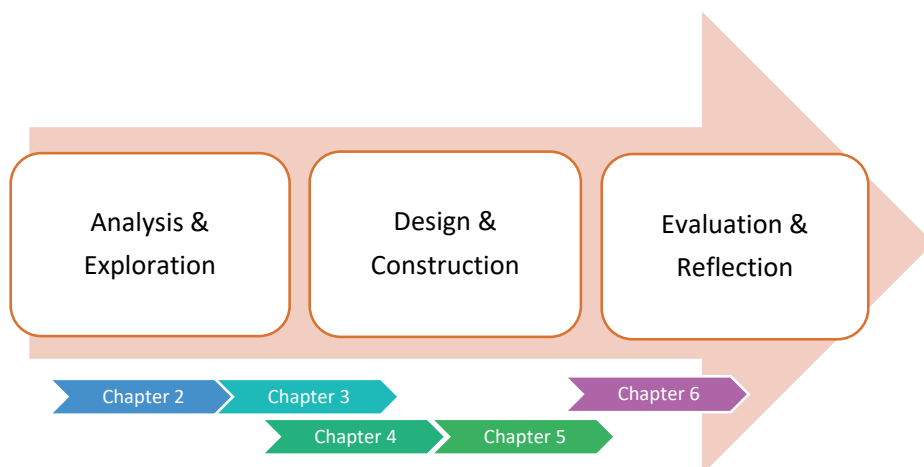 Analysis &
Exploration
Design &
Construction
Evaluation &
Reflection
Chapter 2
Chapter 3
Chapter 6
Chapter 4
Chapter 5